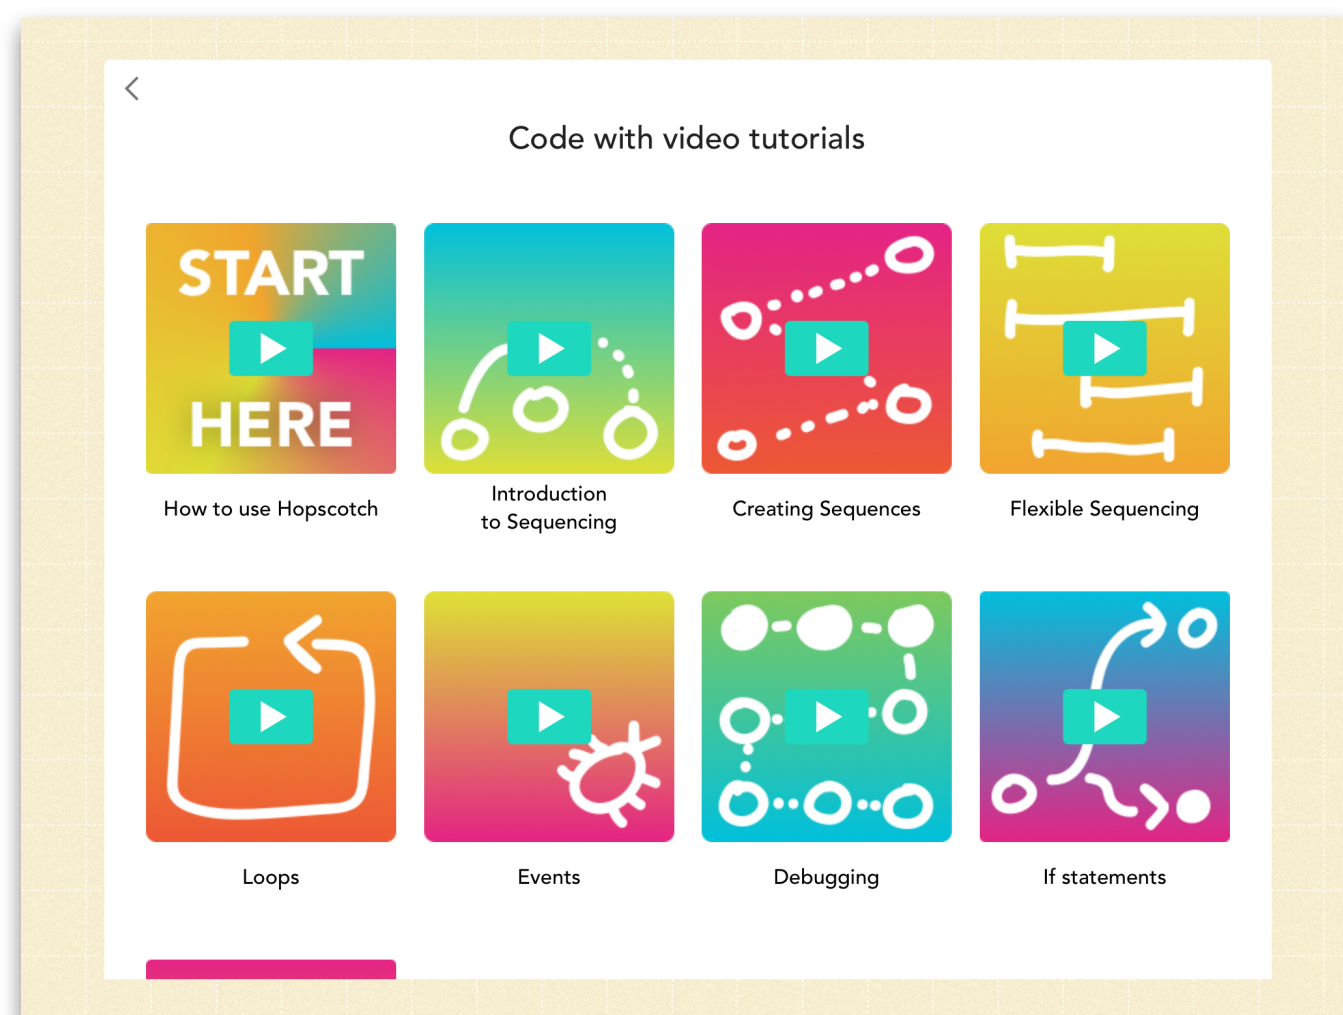 Code with video tutorials
START
HERE
How to use Hopscotch
Introduction
to Sequencing
Creating Sequences
Flexible Sequencing
Loops
Events
Debugging
If statements